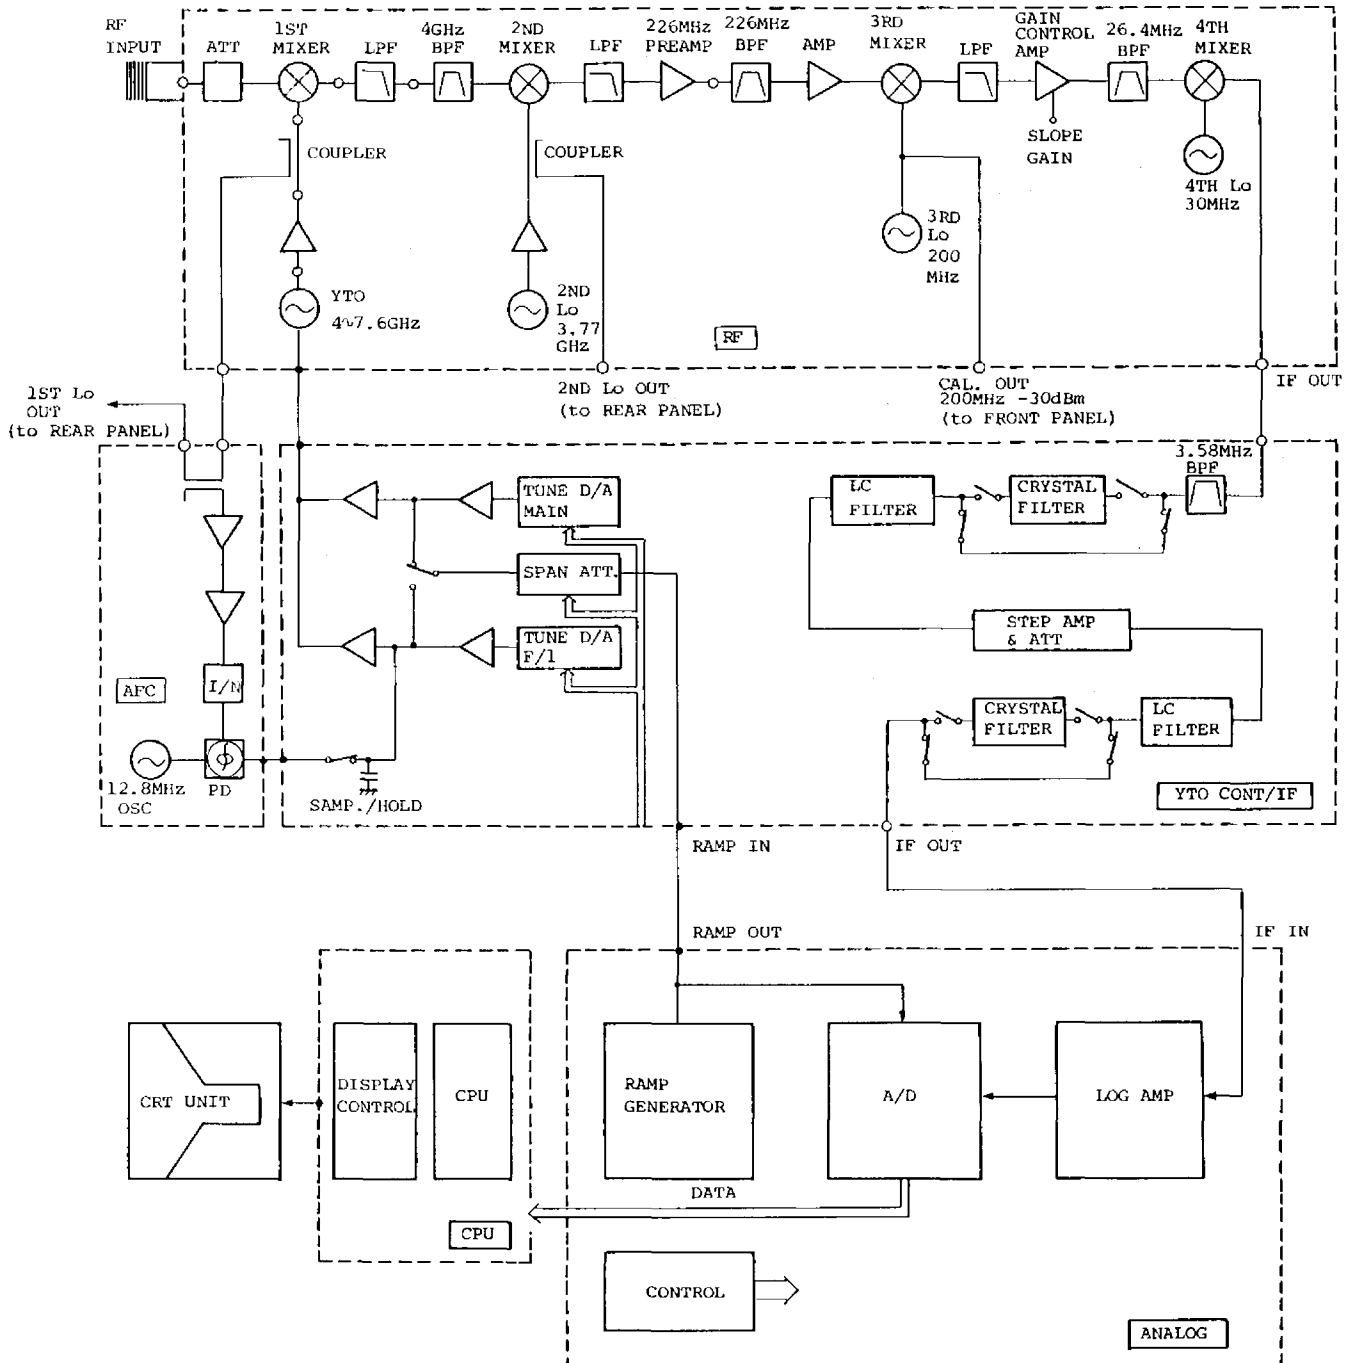 RF
INPUT
ATT
1ST
MIXER
LPF
4GHz
BPF
2ND
MIXER
LPF
226MHz
PREAMP
226MHz
BPF
AMP
3RD
MIXER
LPF
GAIN
CONTROL
AMP
26.4MHz
BPF
4TH
MIXER
COUPLER
COUPLER
SLOPE
GAIN
4TH Lo
30MHz
YTO
4~7.6GHz
2ND
Lo
3.77
GHz
3RD
Lo
200
MHz
RF
1ST Lo
OUT
(to REAR PANEL)
2ND Lo OUT
(to REAR PANEL)
CAL. OUT
200MHz -30dBm
(to FRONT PANEL)
IF OUT
3.58MHz
BPF
TUNE D/A
MAIN
LC
FILTER
CRYSTAL
FILTER
SPAN ATT.
TUNE D/A
F/1
STEP AMP
& ATT
AFC
1/N
CRYSTAL
FILTER
LC
FILTER
12.8MHz
OSC
PD
SAMP./HOLD
YTO CONT/IF
RAMP IN
IF OUT
RAMP OUT
IF IN
CRT UNIT
DISPLAY
CONTROL
CPU
RAMP
GENERATOR
A/D
LOG AMP
DATA
CPU
CONTROL
ANALOG